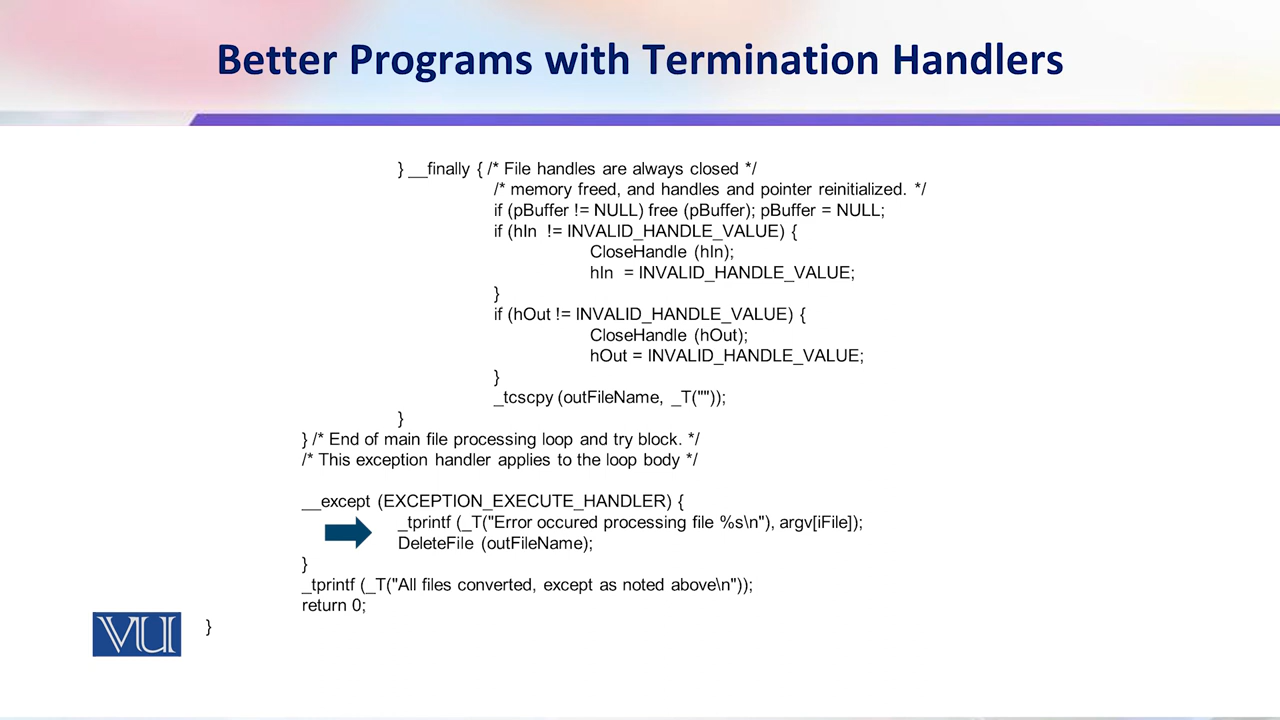 Better Programs with Termination Handlers
} __finally { /* File handles are always closed */
/* memory freed, and handles and pointer reinitialized. */
if (pBuffer != NULL) free (pBuffer); pBuffer = NULL;
if (hIn != INVALID_HANDLE_VALUE) {
CloseHandle (hIn);
hIn = INVALID_HANDLE_VALUE;
}
if (hOut != INVALID_HANDLE_VALUE) {
CloseHandle (hOut);
hOut = INVALID_HANDLE_VALUE;
}
_tcscpy (outFileName, _T(""));
}
} /* End of main file processing loop and try block. */
/* This exception handler applies to the loop body */
__except (EXCEPTION_EXECUTE_HANDLER) {
_tprintf (_T("Error occured processing file %s\n"), argv[iFile]);
DeleteFile (outFileName);
}
_tprintf (_T("All files converted, except as noted above\n"));
return 0;
}
VU